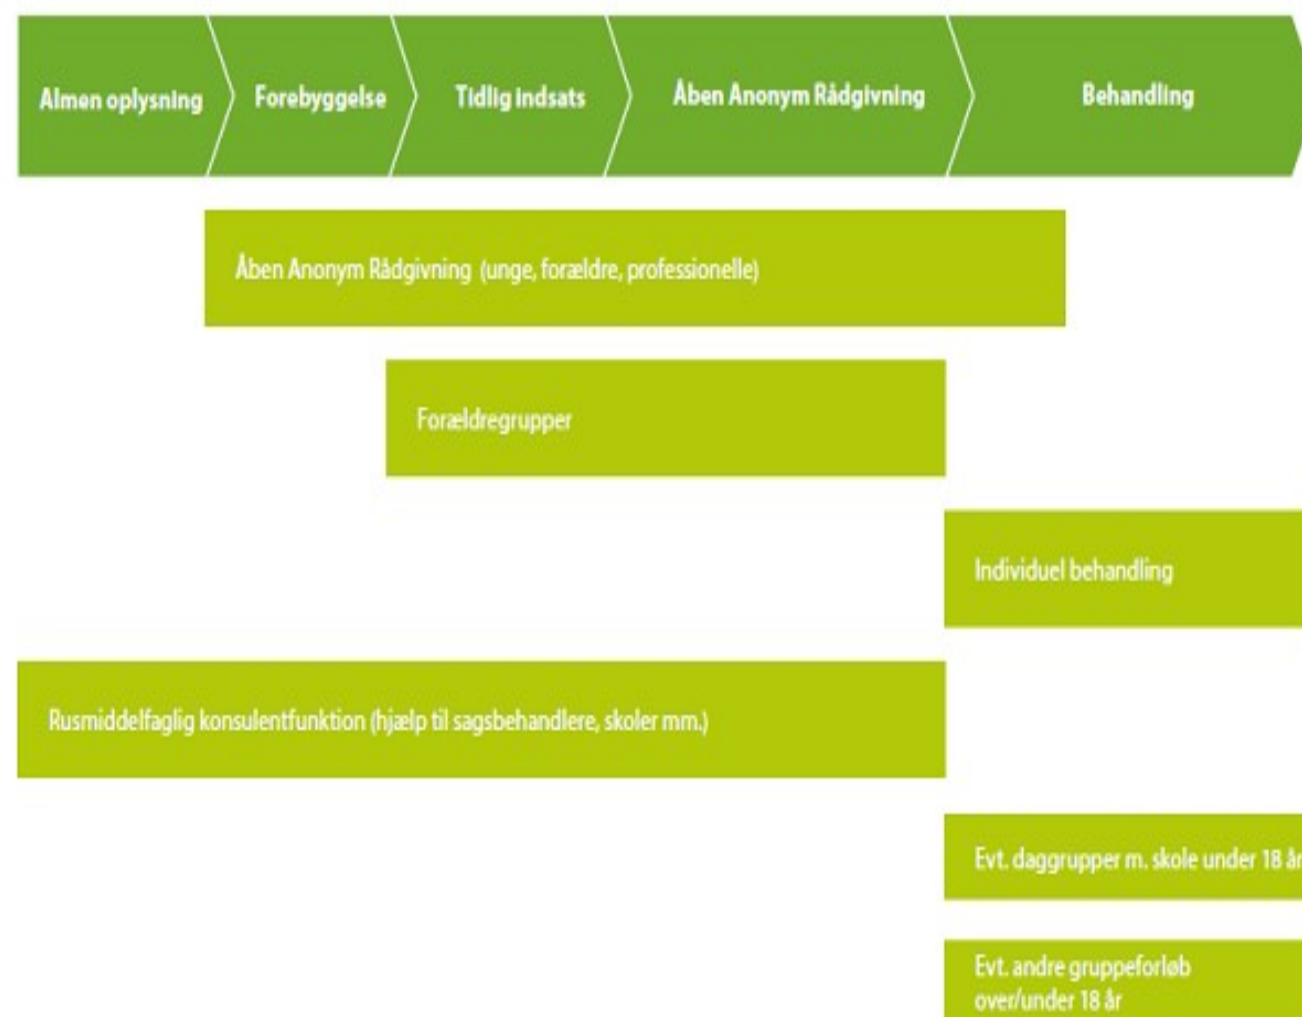 Almen oplysning
Forebyggelse
Tidlig indsats
Åben Anonym Rådgivning
Behandling
Åben Anonym Rådgivning (unge, forældre, professionelle)
Forældregrupper
Individuel behandling
Rusmiddelfaglig konsulentfunktion (hjælp til sagsbehandlere, skoler mm.)
Evt. daggrupper m. skole under 18 år
Evt. andre gruppeforløb
over/under 18 år